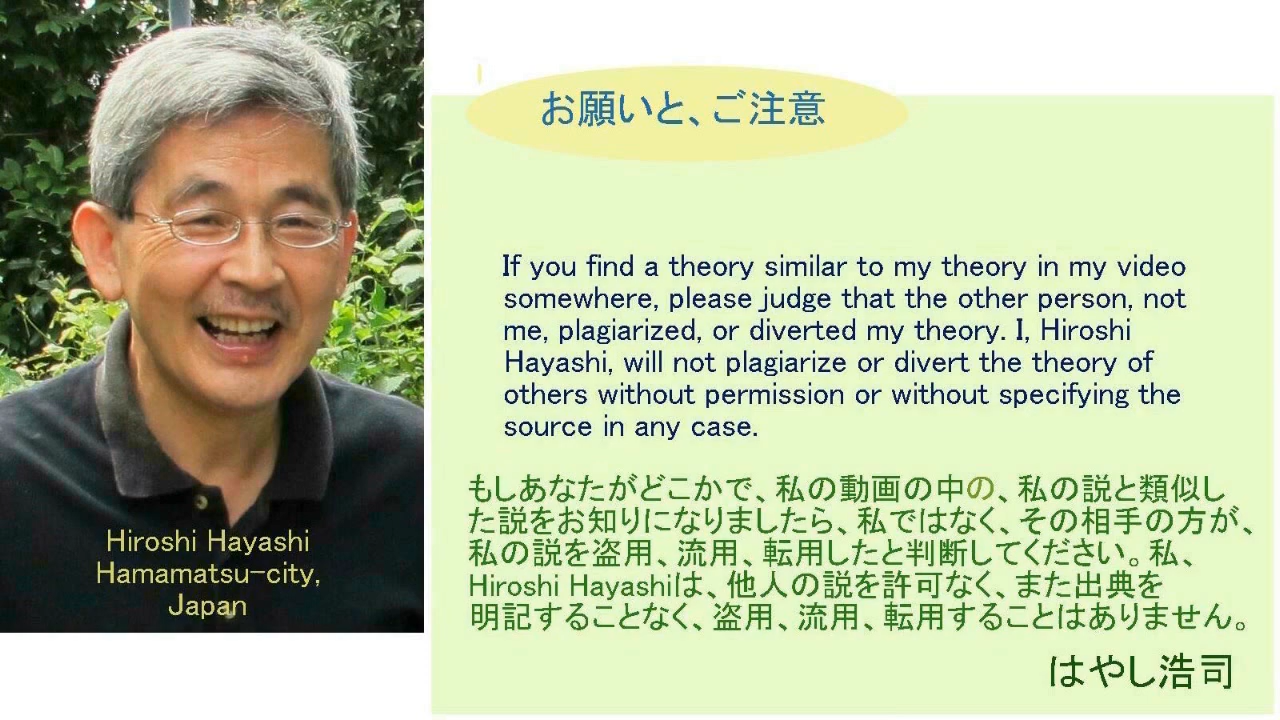 お願いと、ご注意
If you find a theory similar to my theory in my video
somewhere, please judge that the other person, not
me, plagiarized, or diverted my theory. I, Hiroshi
Hayashi, will not plagiarize or divert the theory of
others without permission or without specifying the
source in any case.
もしあなたがどこかで、私の動画の中の、私の説と類似し
た説をお知りになりましたら、私ではなく、その相手の方が、
私の説を盗用、流用、転用したと判断してください。私、
Hiroshi Hayashiは、他人の説を許可なく、また出典を
明記することなく、盗用、流用、転用することはありません。
はやし浩司
Hiroshi Hayashi
Hamamatsu-city,
Japan